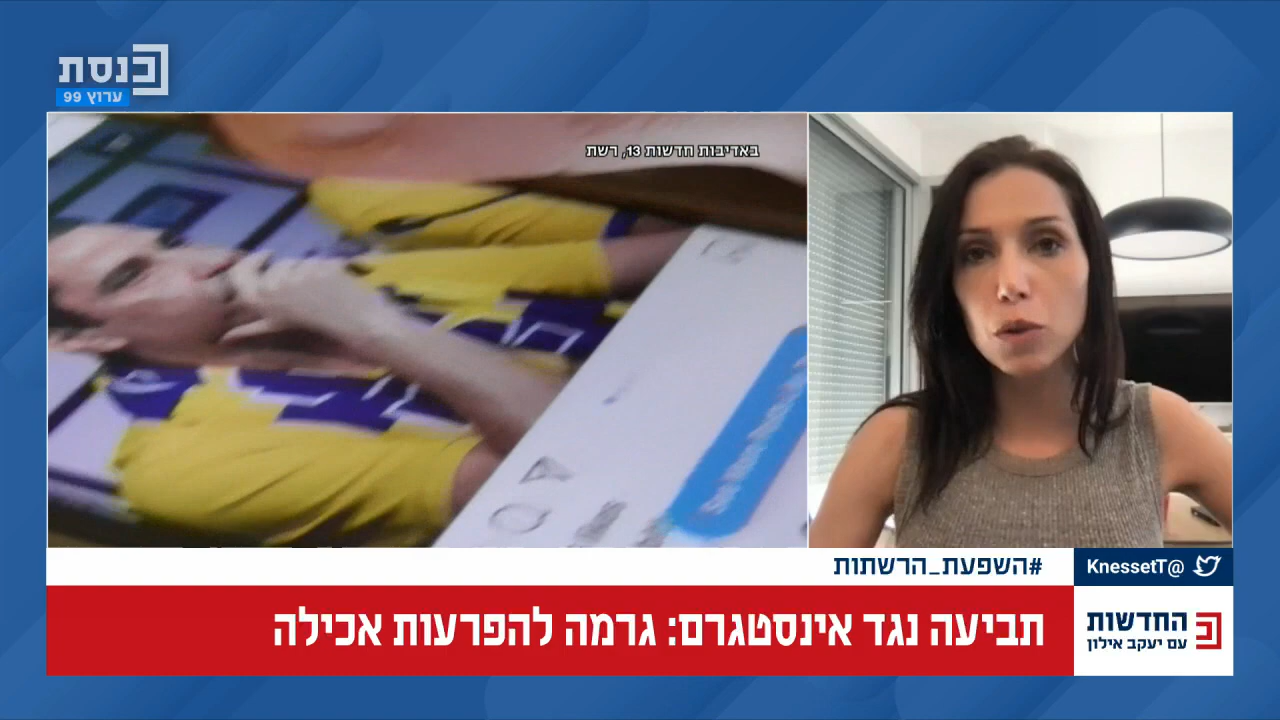 כנסת
ערוץ 99
באדיבות חדשות 13, רשת
#השפעת_הרשתות
@KnessetT
תביעה נגד אינסטגרם: גרמה להפרעות אכילה
החדשות
עם יעקב אילון